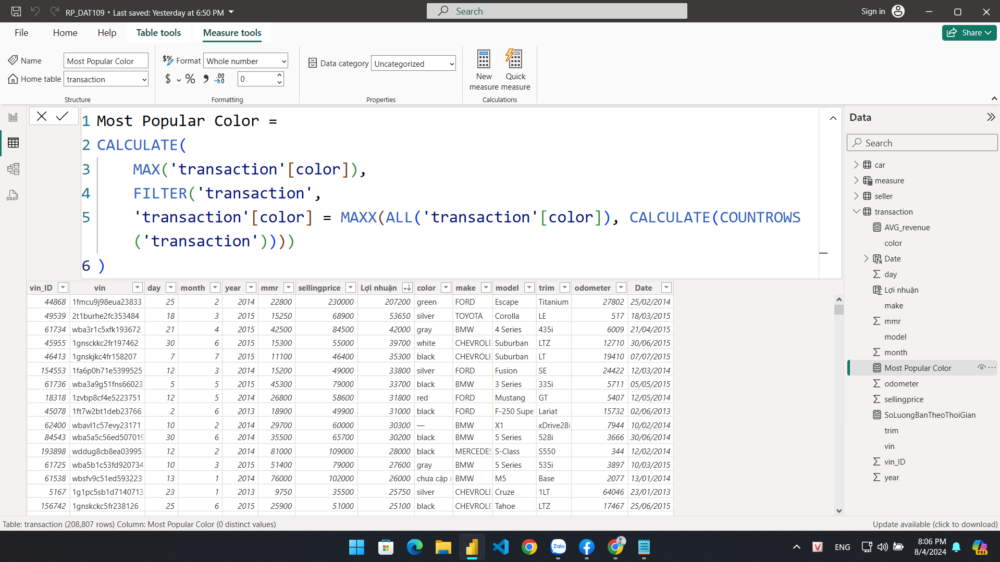 RP_DAT109 • Last saved: Yesterday at 6:50 PM
Search
Sign in
File Home Help Table tools Measure tools
Share
Name Most Popular Color
Home table transaction
Structure
Format Whole number
$ % 0
Formatting
Data category Uncategorized
Properties
New measure
Quick measure
Calculations
1 Most Popular Color =
2 CALCULATE(
3 MAX('transaction'[color]),
4 FILTER('transaction',
5 'transaction'[color] = MAXX(ALL('transaction'[color]), CALCULATE(COUNTROWS
('transaction'))))
6 )
vin_ID vin day month year mmr sellingprice Lợi nhuận color make model trim odometer Date
44868 1fmcu9j98eua23833 25 2 2014 22800 230000 207200 green FORD Escape Titanium 27802 25/02/2014
49539 2t1burhe2fc353484 18 3 2015 15250 68900 53650 silver TOYOTA Corolla LE 517 18/03/2015
61734 wba3r1c5xfk193672 21 4 2015 42500 84500 42000 gray BMW 4 Series 435i 6009 21/04/2015
45955 1gnsckkc2fr197462 30 6 2015 15300 55000 39700 white CHEVROLE Suburban LTZ 12710 30/06/2015
46413 1gnskjkc4fr158207 7 7 2015 11100 46400 35300 black CHEVROLE Suburban LT 19410 07/07/2015
154553 1fa6p0h71e5399525 12 3 2014 15200 49000 33800 silver FORD Fusion SE 24422 12/03/2014
61736 wba3a9g51fns66023 5 5 2015 45300 79000 33700 black BMW 3 Series 335i 5711 05/05/2015
18318 1zvbp8cf4e5223751 12 5 2014 26800 58600 31800 red FORD Mustang GT 5407 12/05/2014
45078 1ft7w2bt1deb23766 2 6 2013 18900 49900 31000 black FORD F-250 Supe Lariat 15732 02/06/2013
62400 wbavl1c57evy23171 10 2 2014 29700 60000 30300 — BMW X1 xDrive28i 7944 10/02/2014
84543 wba5a5c56ed507019 30 6 2014 35500 65700 30200 black BMW 5 Series 528i 3666 30/06/2014
193898 wddug8cb8ea03995 12 2 2014 81000 109000 28000 black MERCEDES S-Class S550 344 12/02/2014
61725 wba5b1c53fd920734 10 3 2015 51400 79000 27600 gray BMW 5 Series 535i 3897 10/03/2015
61538 wbsfv9c51ed593223 13 1 2014 76000 102000 26000 chưa cập BMW M5 Base 2077 13/01/2014
5167 1g1pc5sb1d7140713 23 1 2013 9750 35500 25750 silver CHEVROLE Cruze 1LT 64046 23/01/2013
156742 1gnskckc5fr238126 25 6 2015 25900 51000 25100 black CHEVROLE Tahoe LTZ 17467 25/06/2015
Data
Search
car
measure
seller
transaction
AVG_revenue
color
Date
day
Lợi nhuận
make
mmr
model
month
Most Popular Color
odometer
sellingprice
SoLuongBanTheoThoiGian
trim
vin
vin_ID
year
Table: transaction (208,807 rows) Column: Most Popular Color (0 distinct values)
Update available (click to download)
Zalo
V
ENG
8:06 PM
8/4/2024
PRE